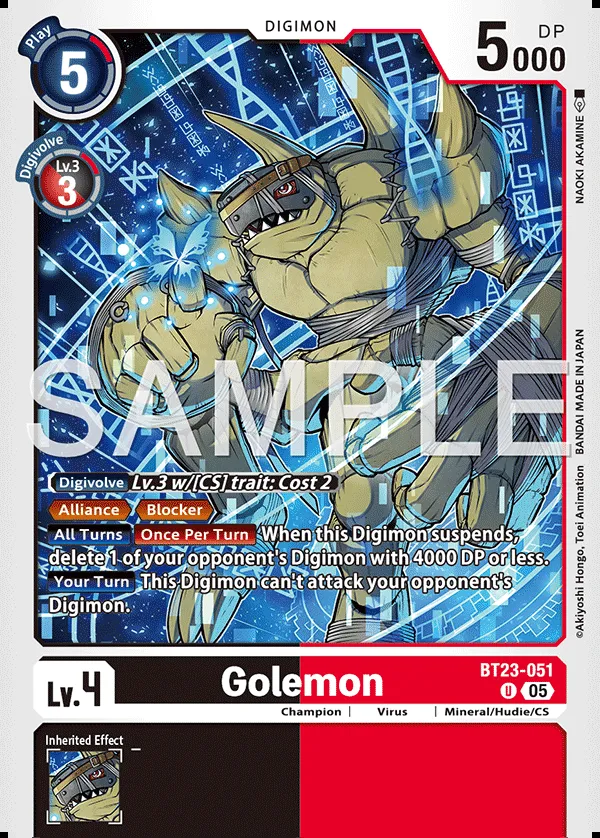 DIGIMON
Play
5
DP
5000
Digivolve
Lv.3
3
NAOKI AKAMINE
©Akiyoshi Hongo, Toei Animation BANDAI MADE IN JAPAN
SAMPLE
Digivolve Lv.3 w/[CS] trait: Cost 2
Alliance Blocker
All Turns Once Per Turn When this Digimon suspends,
delete 1 of your opponent's Digimon with 4000 DP or less.
Your Turn This Digimon can't attack your opponent's
Digimon.
Lv.4
Golemon
BT23-051
U 05
Champion | Virus | Mineral/Hudie/CS
Inherited Effect
–